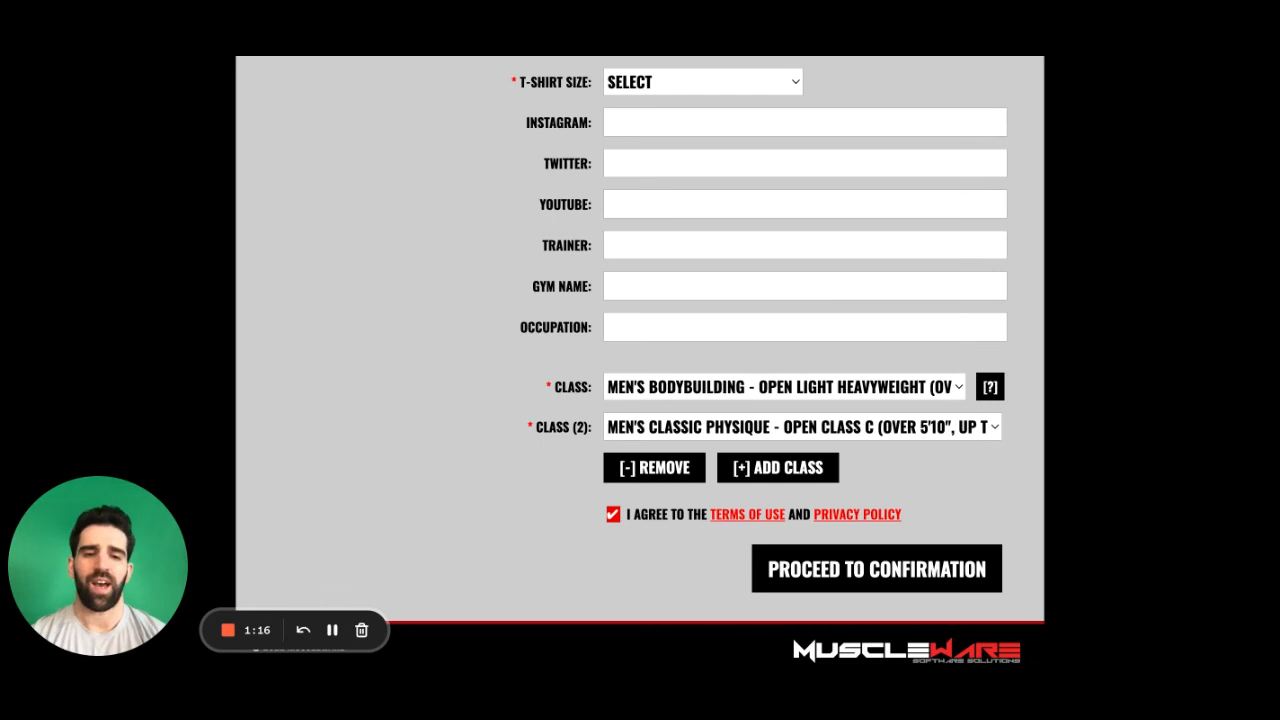 * T-SHIRT SIZE: SELECT
INSTAGRAM:
TWITTER:
YOUTUBE:
TRAINER:
GYM NAME:
OCCUPATION:
* CLASS: MEN'S BODYBUILDING - OPEN LIGHT HEAVYWEIGHT (OV [?]
* CLASS (2): MEN'S CLASSIC PHYSIQUE - OPEN CLASS C (OVER 5'10", UP T
[-] REMOVE [+] ADD CLASS
I AGREE TO THE TERMS OF USE AND PRIVACY POLICY
PROCEED TO CONFIRMATION
1:16
MUSCLEWARE
SOFTWARE SOLUTIONS